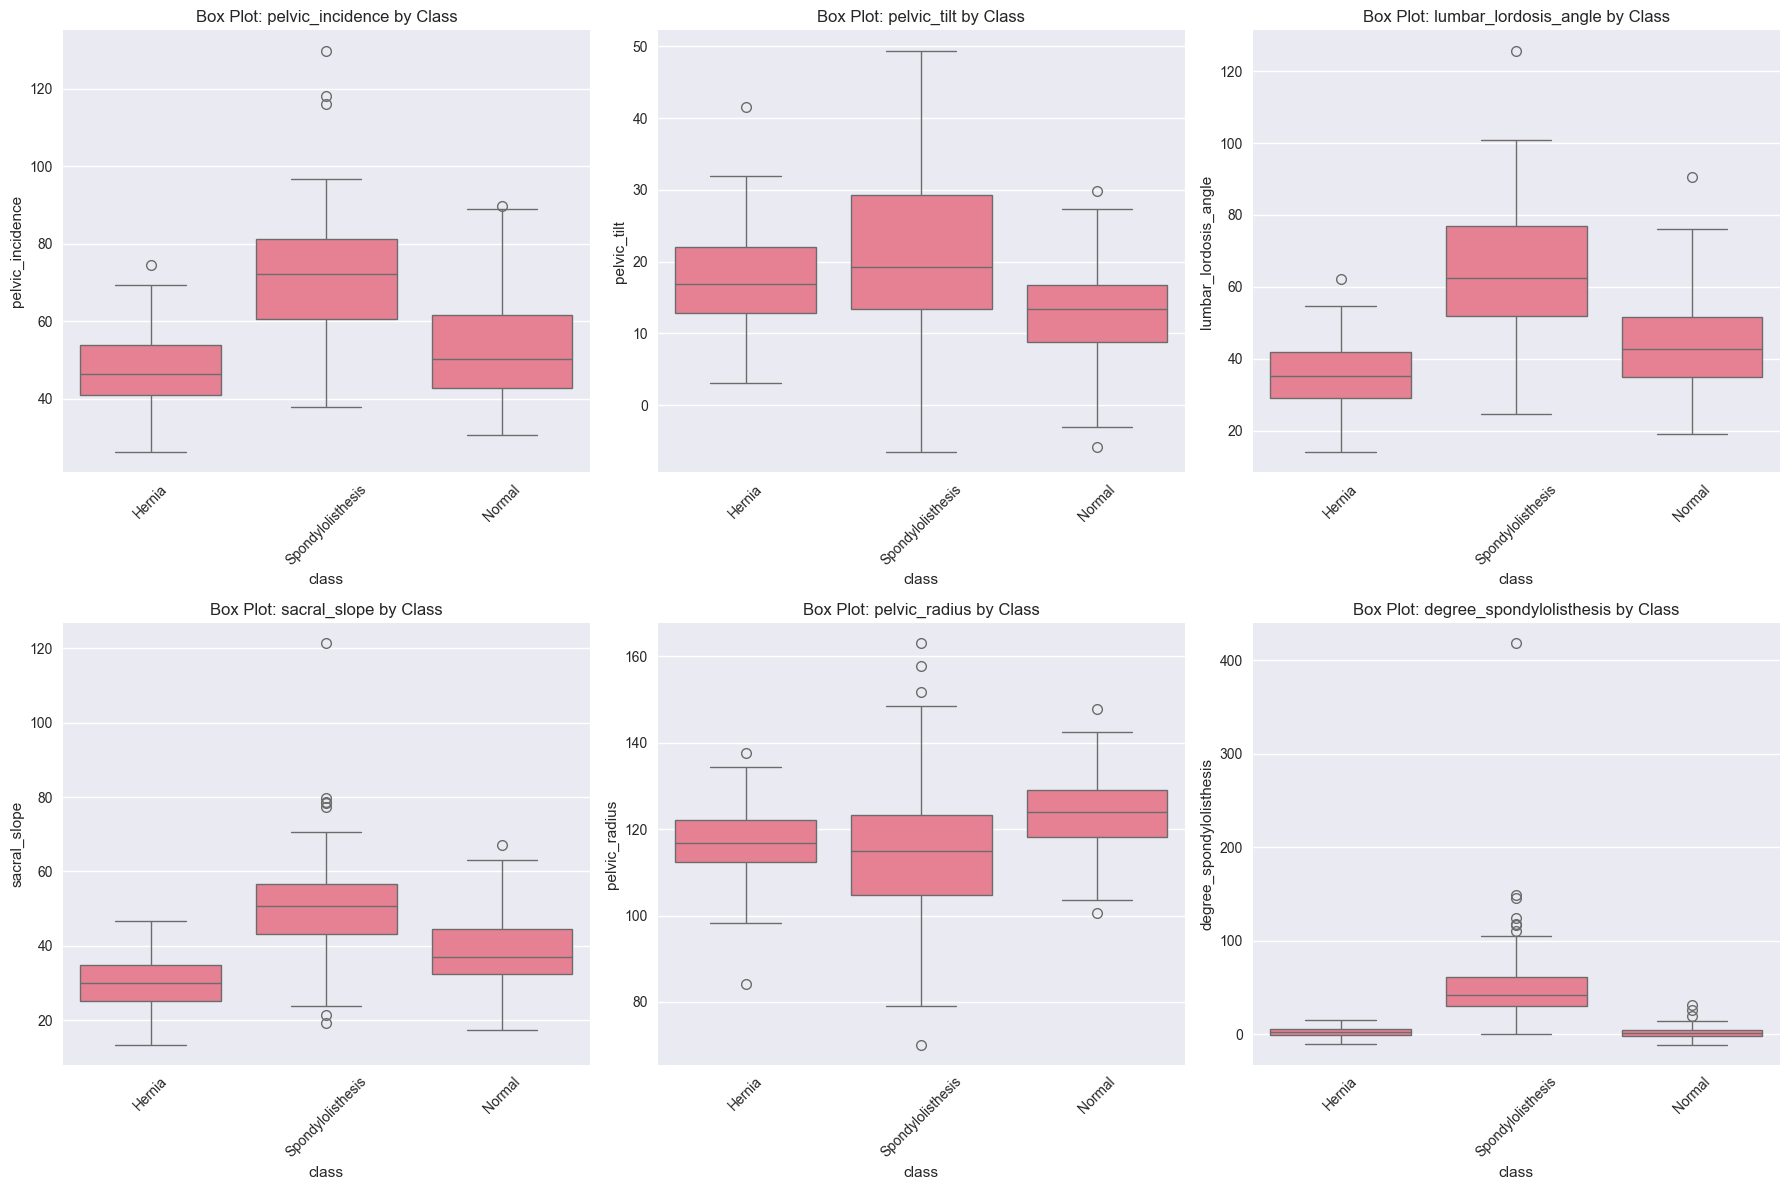 Box Plot: pelvic_incidence by Class
pelvic_incidence
120
100
80
60
40
Hernia
Spondylolisthesis
Normal
class
Box Plot: pelvic_tilt by Class
pelvic_tilt
50
40
30
20
10
0
Hernia
Spondylolisthesis
Normal
class
Box Plot: lumbar_lordosis_angle by Class
lumbar_lordosis_angle
120
100
80
60
40
20
Hernia
Spondylolisthesis
Normal
class
Box Plot: sacral_slope by Class
sacral_slope
120
100
80
60
40
20
Hernia
Spondylolisthesis
Normal
class
Box Plot: pelvic_radius by Class
pelvic_radius
160
140
120
100
80
Hernia
Spondylolisthesis
Normal
class
Box Plot: degree_spondylolisthesis by Class
degree_spondylolisthesis
400
300
200
100
0
Hernia
Spondylolisthesis
Normal
class